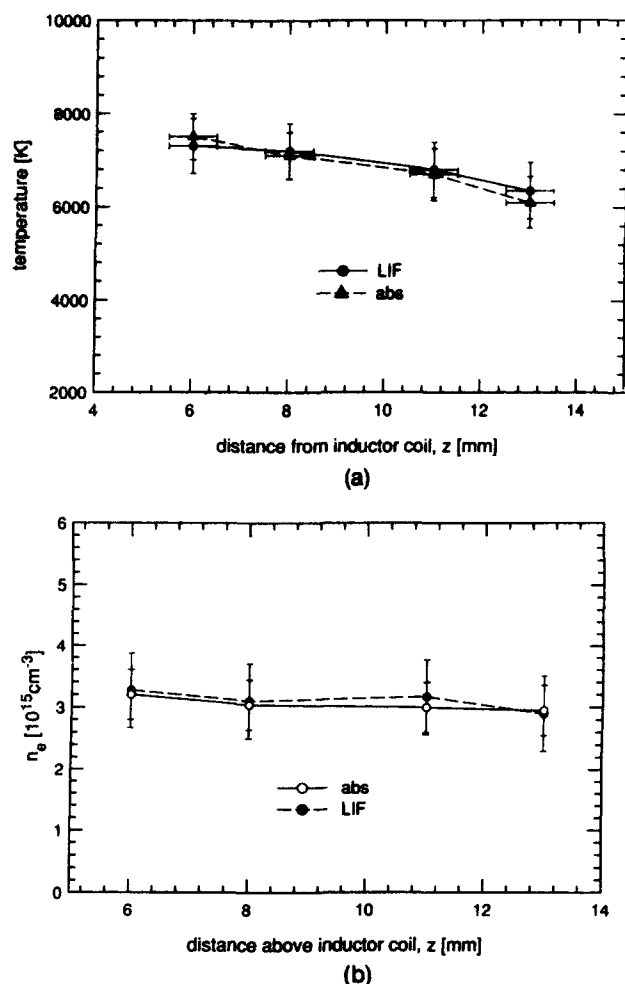 10000
8000
6000
4000
2000
temperature [K]
LIF
abs
4 6 8 10 12 14
distance from inductor coil, z [mm]
(a)
6
5
4
3
2
1
0
n_e [10^15 cm^-3]
abs
LIF
6 8 10 12 14
distance above inductor coil, z [mm]
(b)